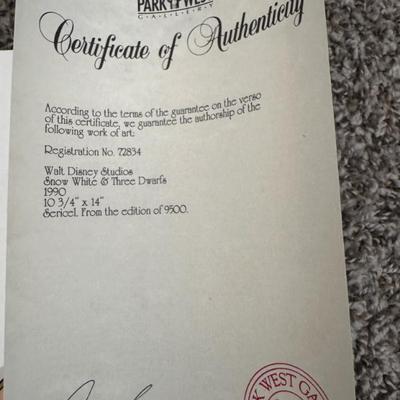 PARK WEST
GALLERY
Certificate of Authenticity
According to the terms of the guarantee on the verso
of this certificate, we guarantee the authorship of the
following work of art:
Registration No. 72834
Walt Disney Studios
Snow White & Three Dwarfs
1990
10 3/4" x 14"
Sericel. From the edition of 9500.
K WEST GA